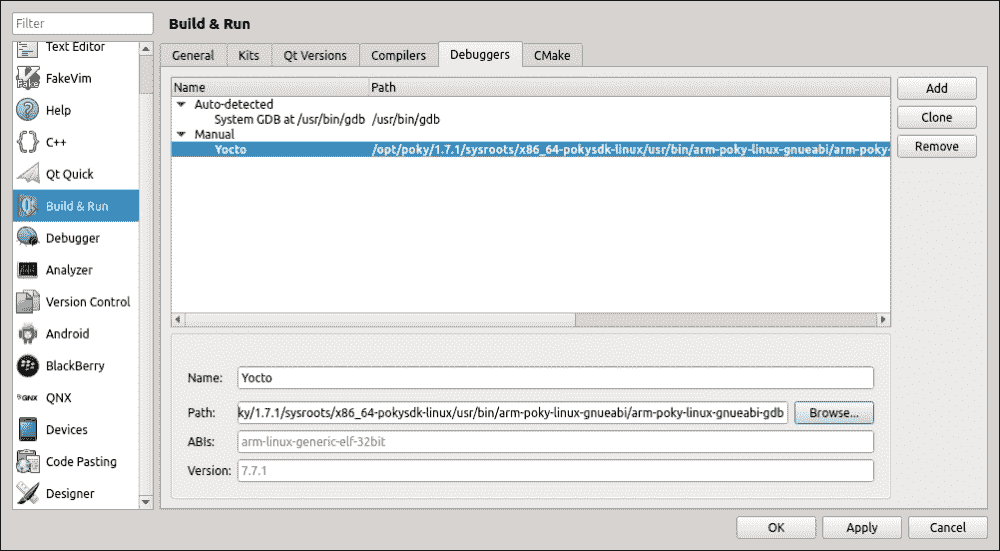 Filter
Text Editor
FakeVim
Help
C++
Qt Quick
Build & Run
Debugger
Analyzer
Version Control
Android
BlackBerry
QNX
Devices
Code Pasting
Designer
Build & Run
General Kits Qt Versions Compilers Debuggers CMake
Name Path
Auto-detected
System GDB at /usr/bin/gdb /usr/bin/gdb
Manual
Yocto /opt/poky/1.7.1/sysroots/x86_64-pokysdk-linux/usr/bin/arm-poky-linux-gnueabi/arm-poky-
Add
Clone
Remove
Name: Yocto
Path: ky/1.7.1/sysroots/x86_64-pokysdk-linux/usr/bin/arm-poky-linux-gnueabi/arm-poky-linux-gnueabi-gdb Browse...
ABIs: arm-linux-generic-elf-32bit
Version: 7.7.1
OK Apply Cancel